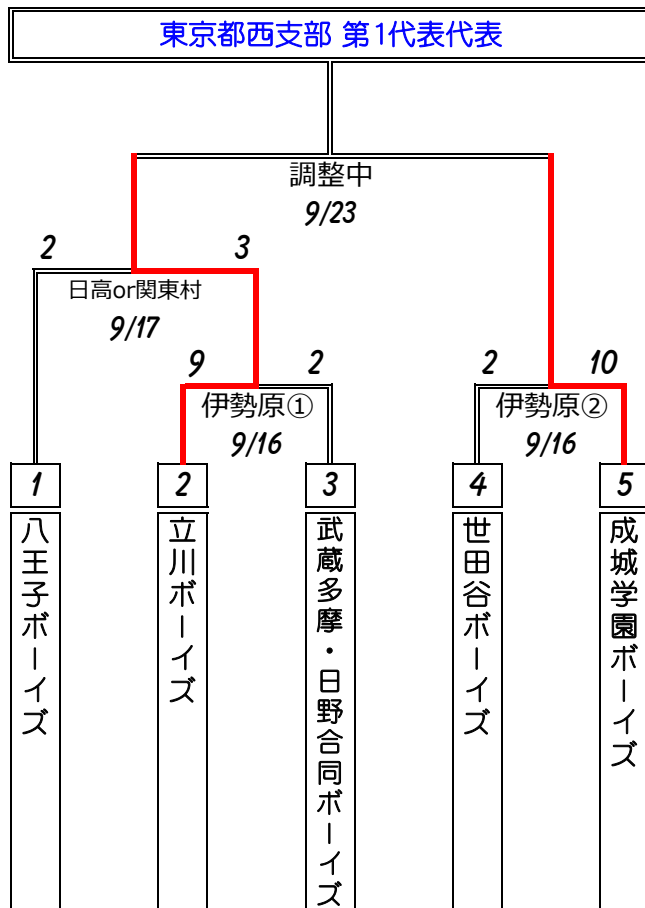 東京都西支部 第1代表代表
調整中
9/23
2
3
日高or関東村
9/17
9
2
2
10
伊勢原①
伊勢原②
9/16
9/16
1
2
3
4
5
八王子ボーイズ
立川ボーイズ
武蔵多摩・日野合同ボーイズ
世田谷ボーイズ
成城学園ボーイズ